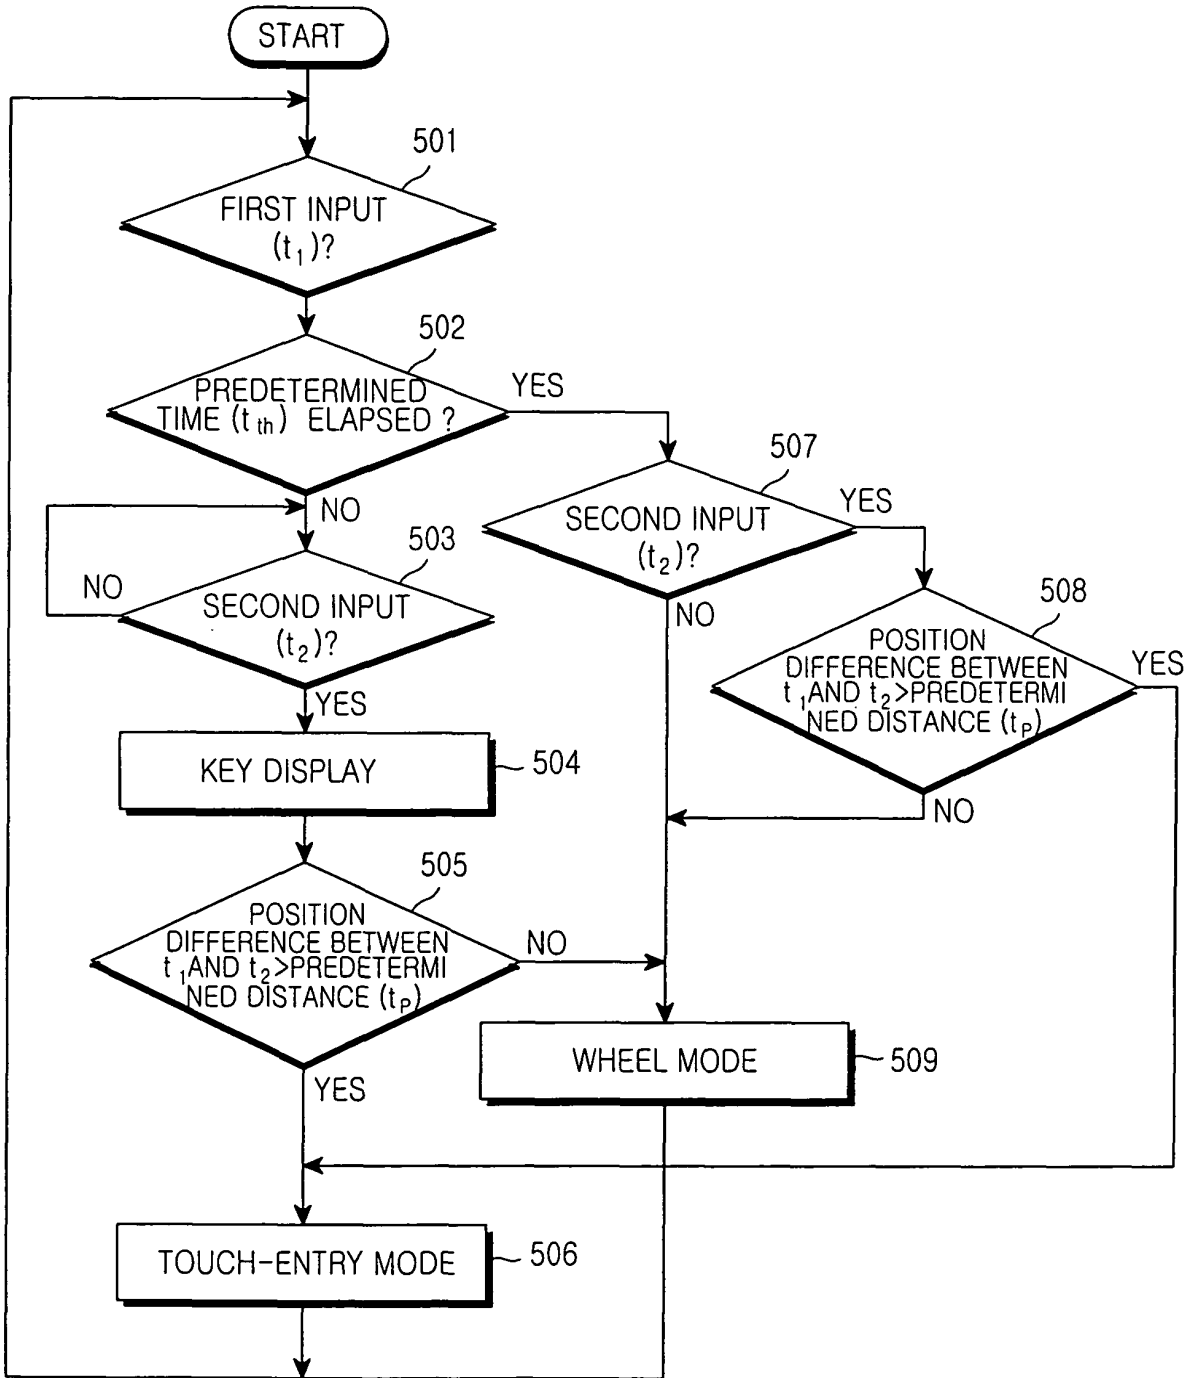 START
501
FIRST INPUT
(t1)?
502
PREDETERMINED
TIME (tth) ELAPSED ?
YES
NO
507
SECOND INPUT
(t2)?
YES
NO
503
SECOND INPUT
(t2)?
NO
YES
508
POSITION
DIFFERENCE BETWEEN
t1AND t2>PREDETERMI
NED DISTANCE (tP)
YES
NO
KEY DISPLAY
504
505
POSITION
DIFFERENCE BETWEEN
t1AND t2>PREDETERMI
NED DISTANCE (tP)
NO
YES
WHEEL MODE
509
TOUCH-ENTRY MODE
506